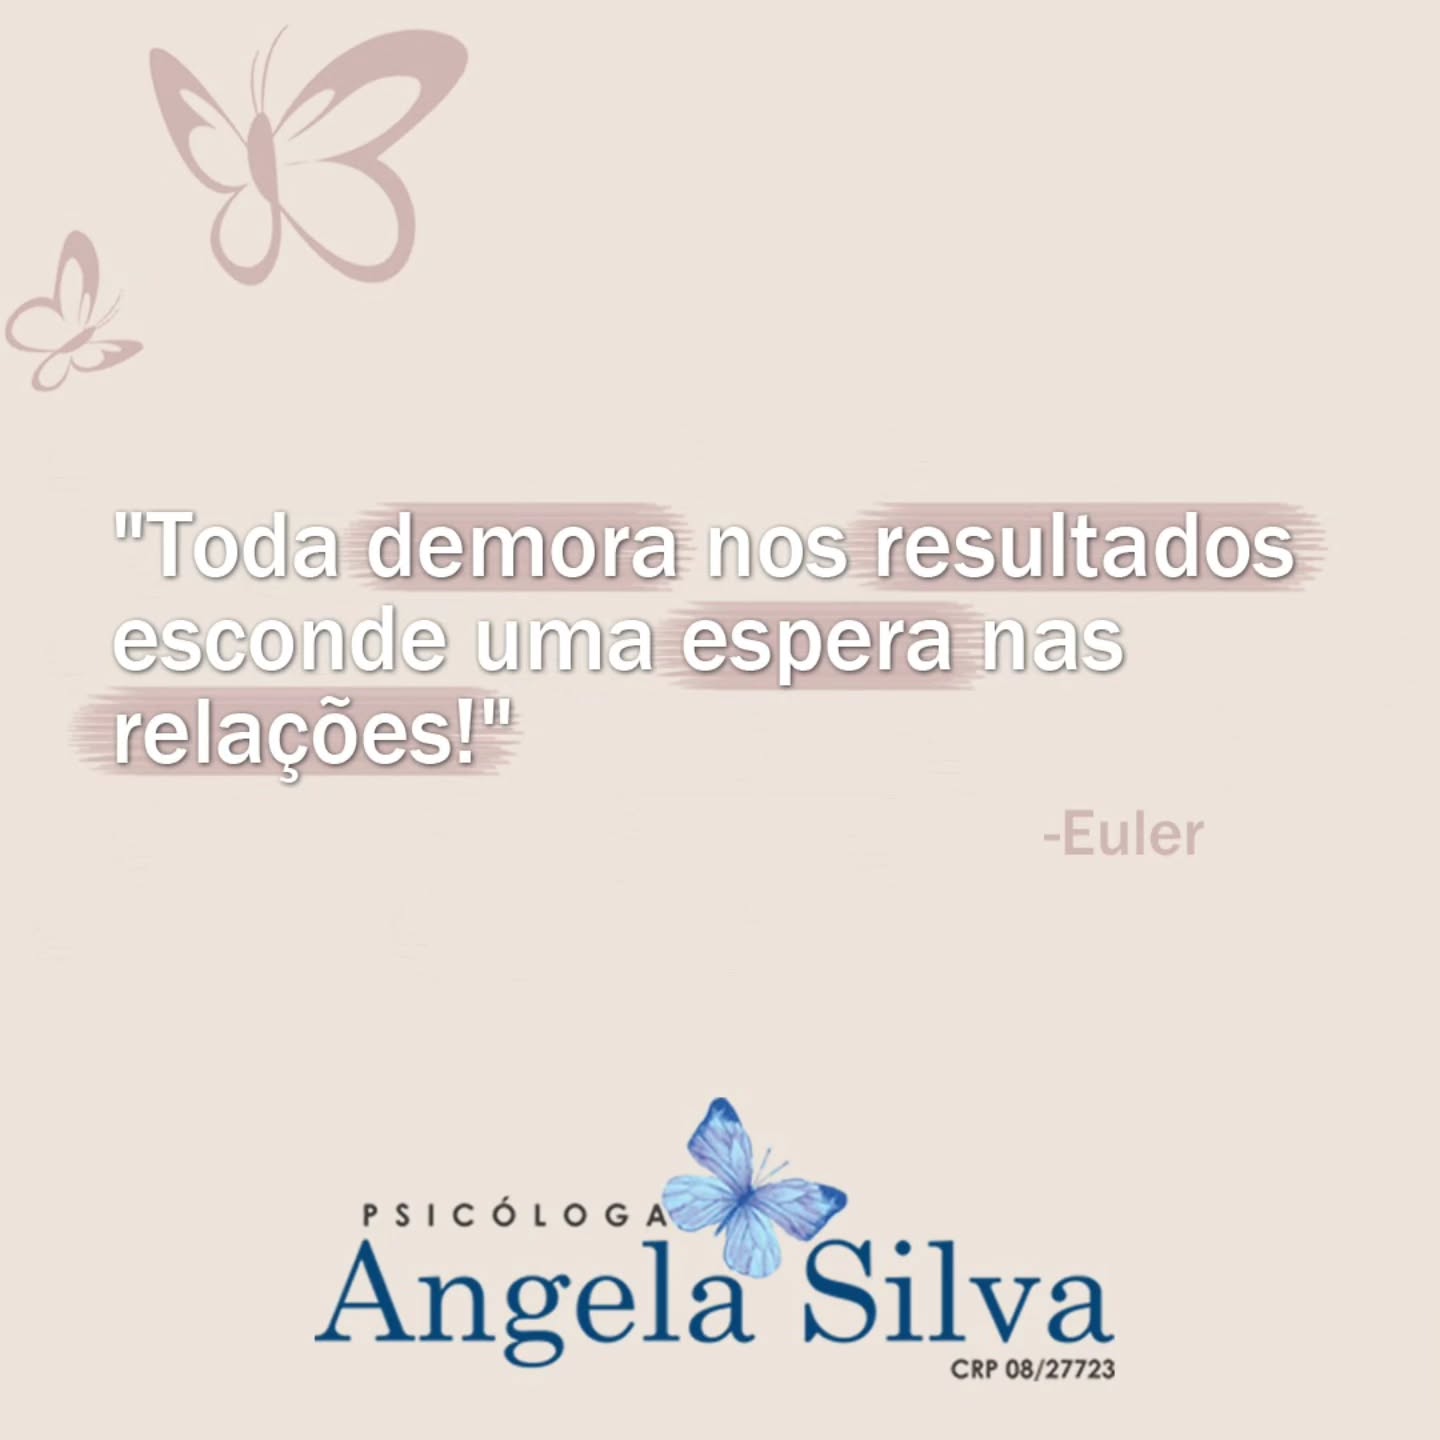 "Toda demora nos resultados
esconde uma espera nas
relações!"
-Euler
PSICÓLOGA
Angela Silva
CRP 08/27723